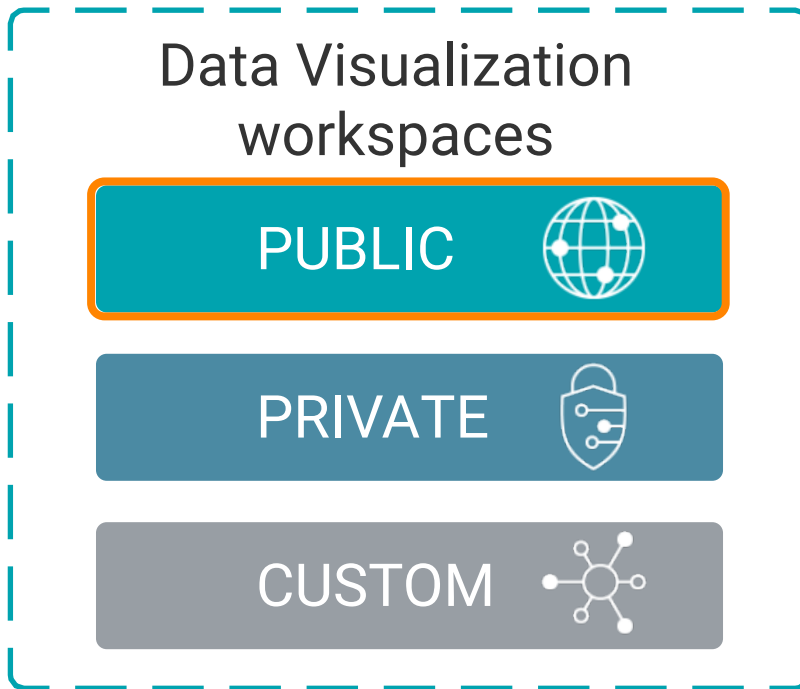 Data Visualization
workspaces
PUBLIC
PRIVATE
CUSTOM